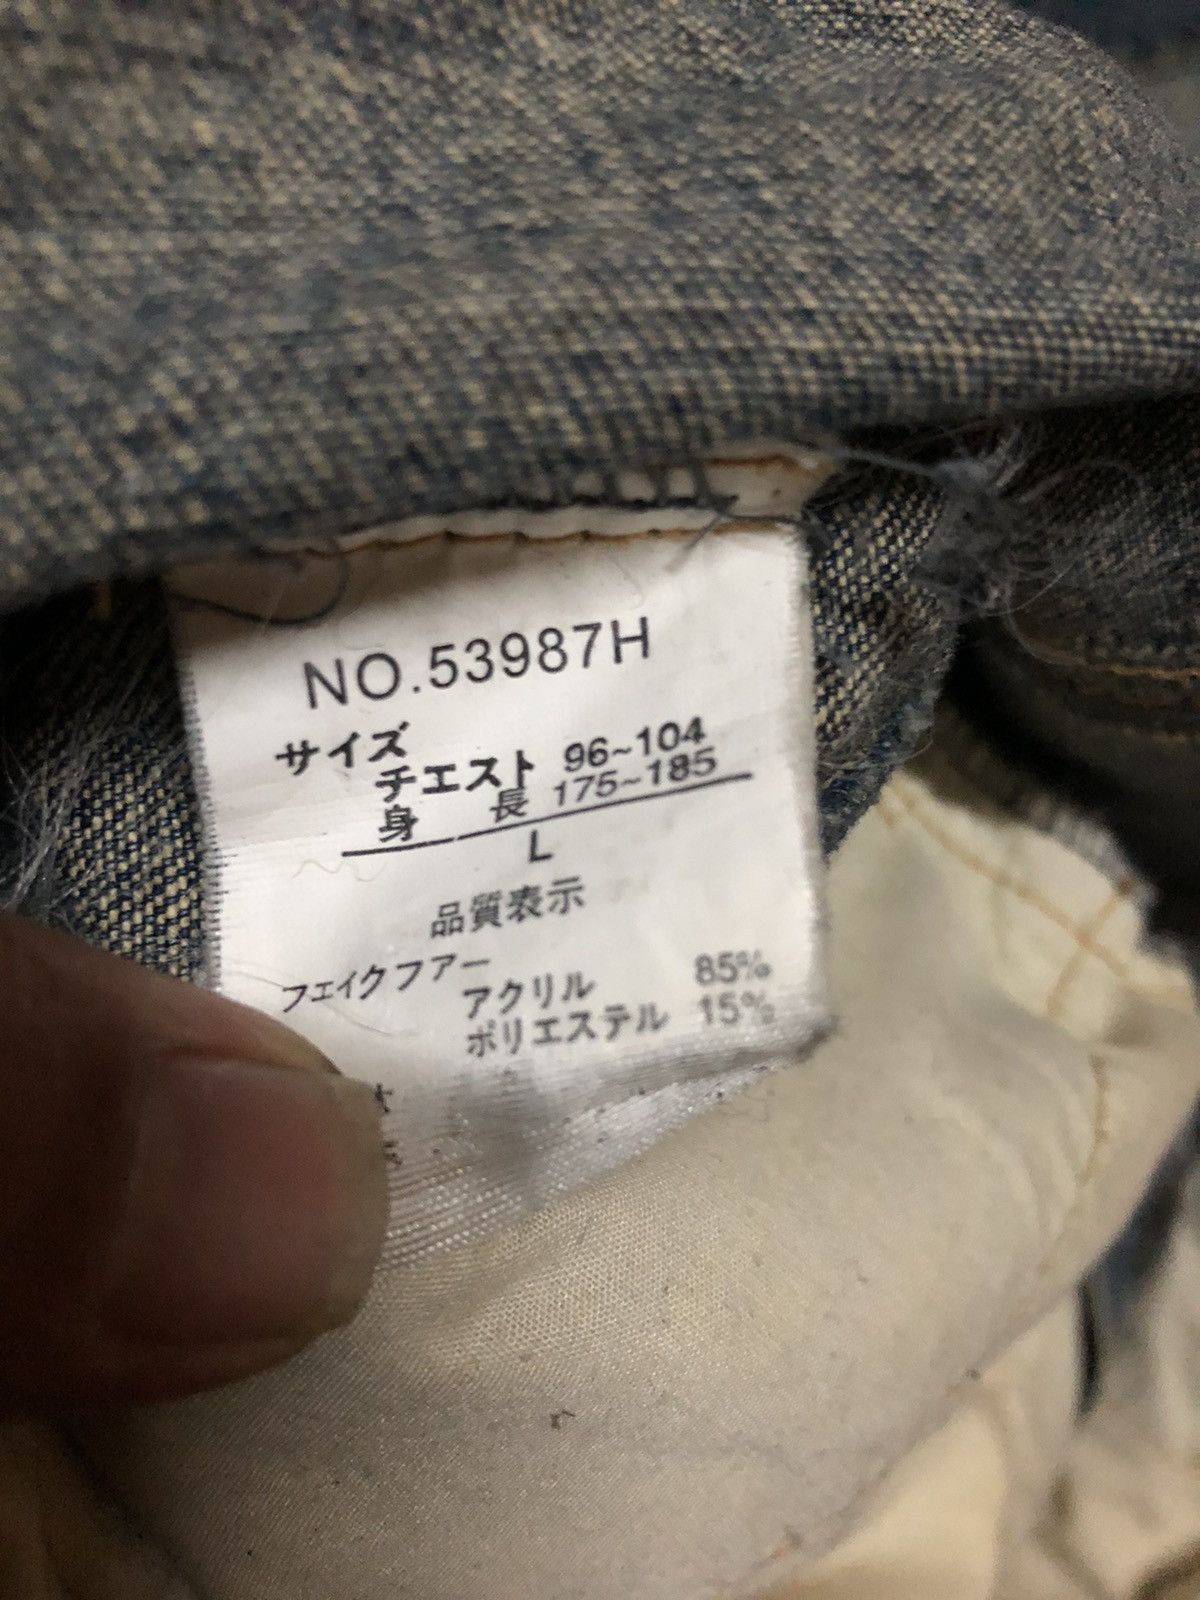 NO.53987H
サイズ
チェスト 96~104
身 長 175~185
L
品質表示
フェイクファー
アクリル 85%
ポリエステル 15%